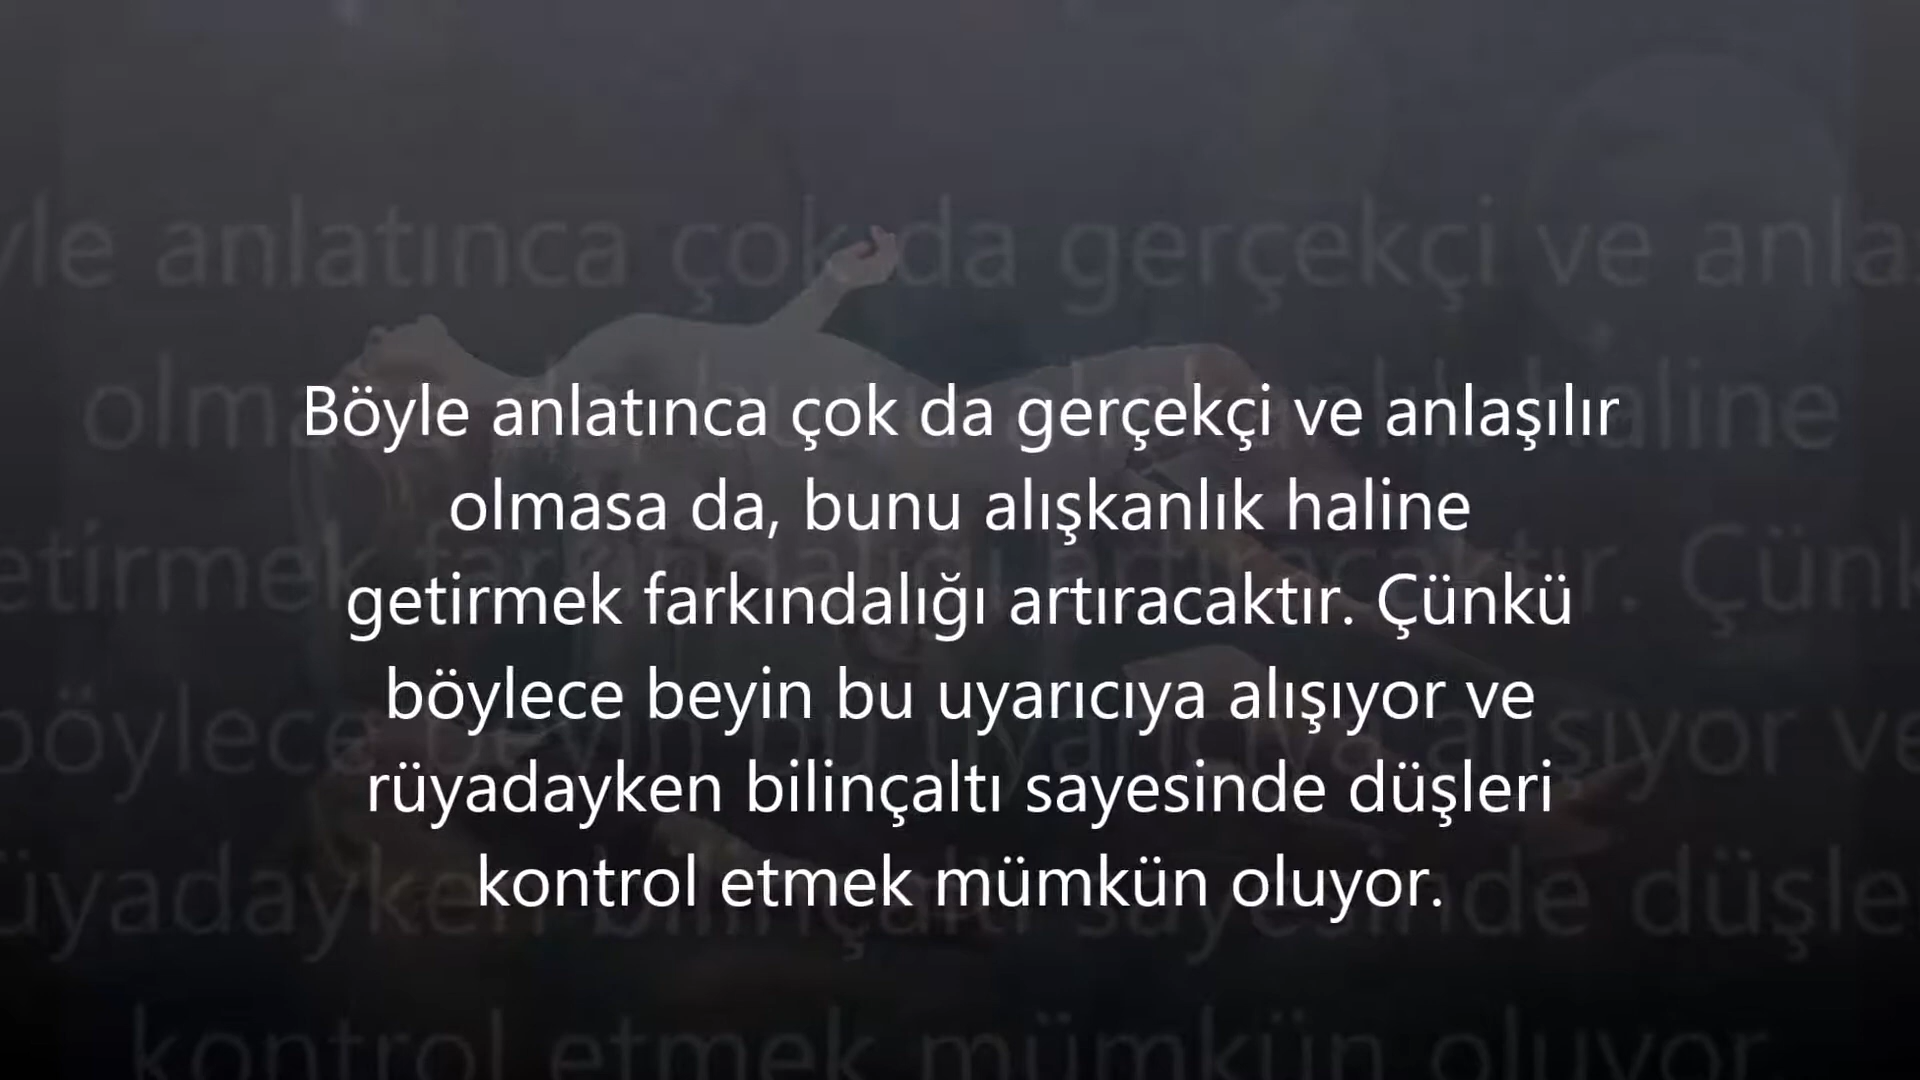 Böyle anlatınca çok da gerçekçi ve anlaşılır
olmasa da, bunu alışkanlık haline
getirmek farkındalığı artıracaktır. Çünkü
böylece beyin bu uyarıcıya alışıyor ve
rüyadayken bilinçaltı sayesinde düşleri
kontrol etmek mümkün oluyor.